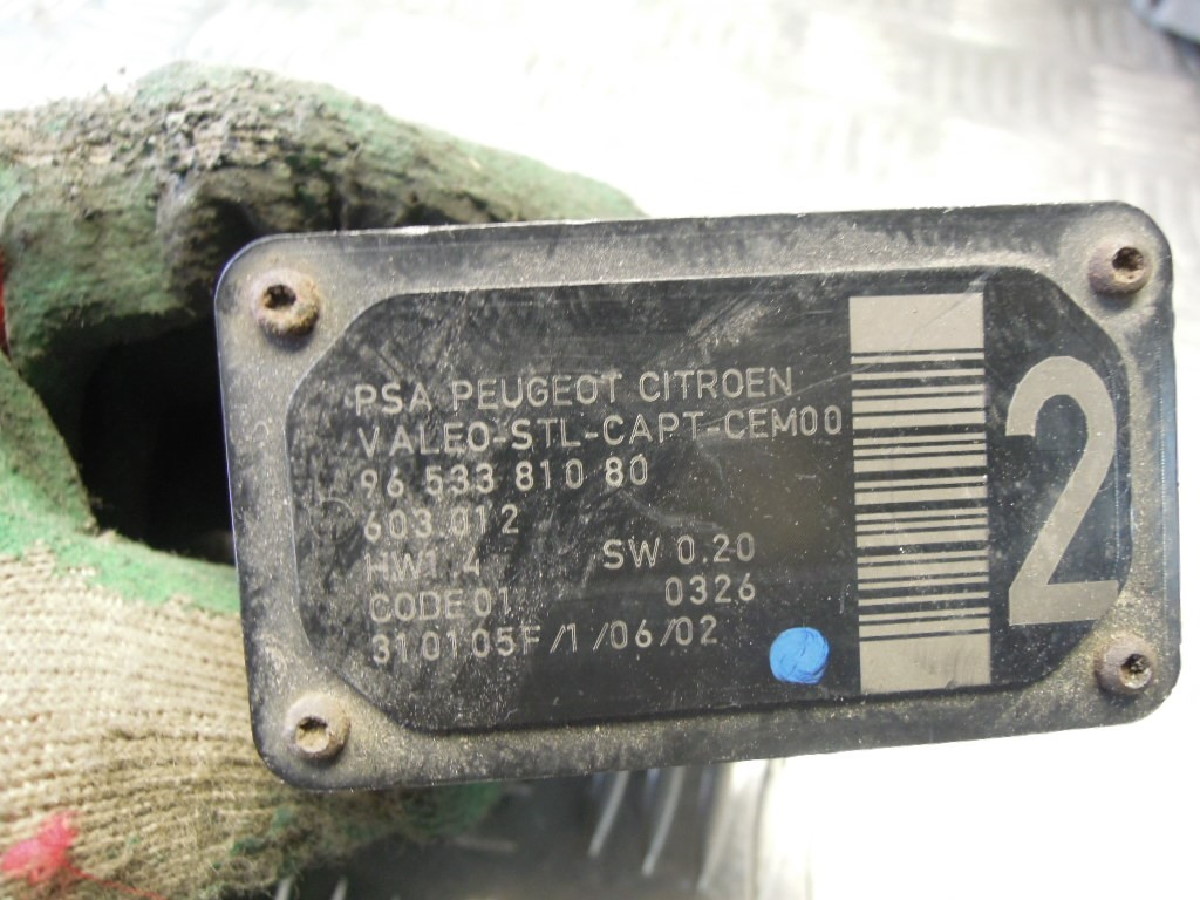 PSA PEUGEOT CITROEN
VALEO-STL-CAPT-CEM00
96 533 810 80
603.012
HW1.4 SW 0.20
CODE01 0326
310105F/1/06/02
2